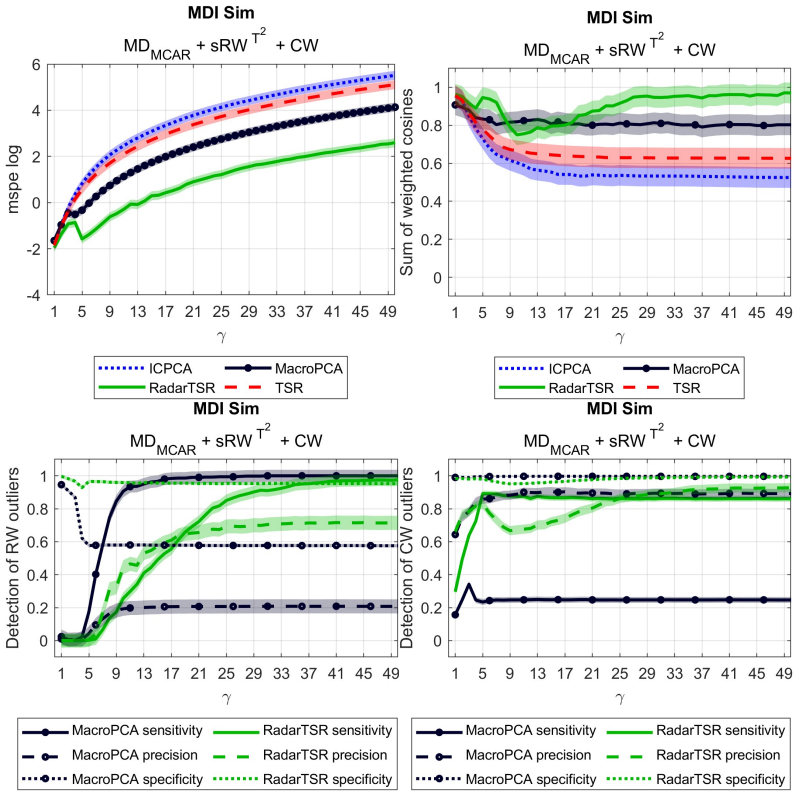 MDI Sim
MD_MCAR + sRW T^2 + CW
mspe log
6
4
2
0
-2
-4
1 5 9 13 17 21 25 29 33 37 41 45 49
γ
ICPCA MacroPCA
RadarTSR TSR
MDI Sim
MD_MCAR + sRW T^2 + CW
Sum of weighted cosines
1
0.8
0.6
0.4
0.2
0
1 5 9 13 17 21 25 29 33 37 41 45 49
γ
ICPCA MacroPCA
RadarTSR TSR
MDI Sim
MD_MCAR + sRW T^2 + CW
Detection of RW outliers
1
0.8
0.6
0.4
0.2
0
1 5 9 13 17 21 25 29 33 37 41 45 49
γ
MacroPCA sensitivity RadarTSR sensitivity
MacroPCA precision RadarTSR precision
MacroPCA specificity RadarTSR specificity
MDI Sim
MD_MCAR + sRW T^2 + CW
Detection of CW outliers
1
0.8
0.6
0.4
0.2
0
1 5 9 13 17 21 25 29 33 37 41 45 49
γ
MacroPCA sensitivity RadarTSR sensitivity
MacroPCA precision RadarTSR precision
MacroPCA specificity RadarTSR specificity